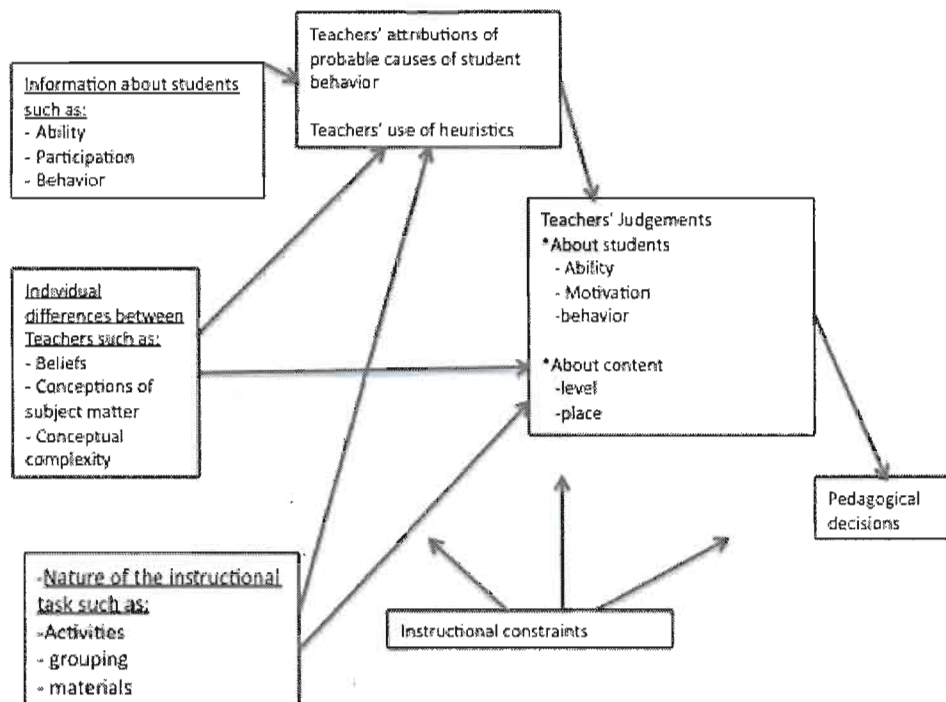 Teachers' attributions of
probable causes of student
behavior
Teachers' use of heuristics
Information about students
such as:
- Ability
- Participation
- Behavior
Teachers' Judgements
*About students
- Ability
- Motivation
-behavior
*About content
-level
-place
Individual
differences between
Teachers such as:
- Beliefs
- Conceptions of
subject matter
- Conceptual
complexity
Pedagogical
decisions
-Nature of the instructional
task such as:
-Activities
- grouping
- materials
Instructional constraints